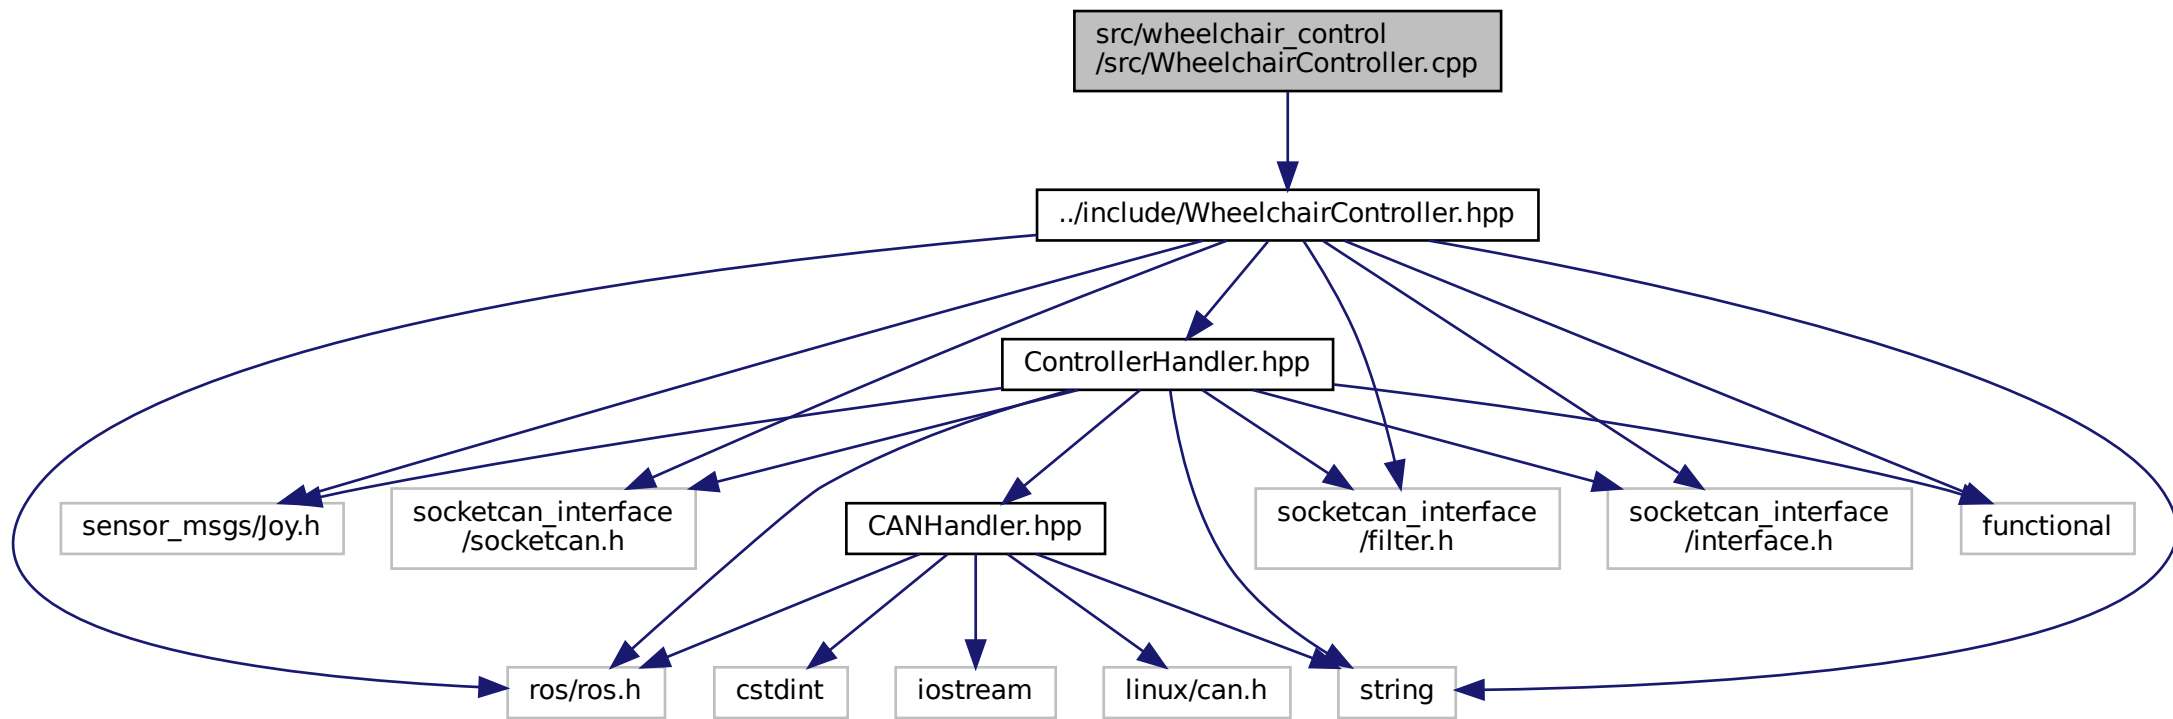 src/wheelchair_control
/src/WheelchairController.cpp
../include/WheelchairController.hpp
ControllerHandler.hpp
sensor_msgs/Joy.h
socketcan_interface
/socketcan.h
CANHandler.hpp
socketcan_interface
/filter.h
socketcan_interface
/interface.h
functional
ros/ros.h
cstdint
iostream
linux/can.h
string